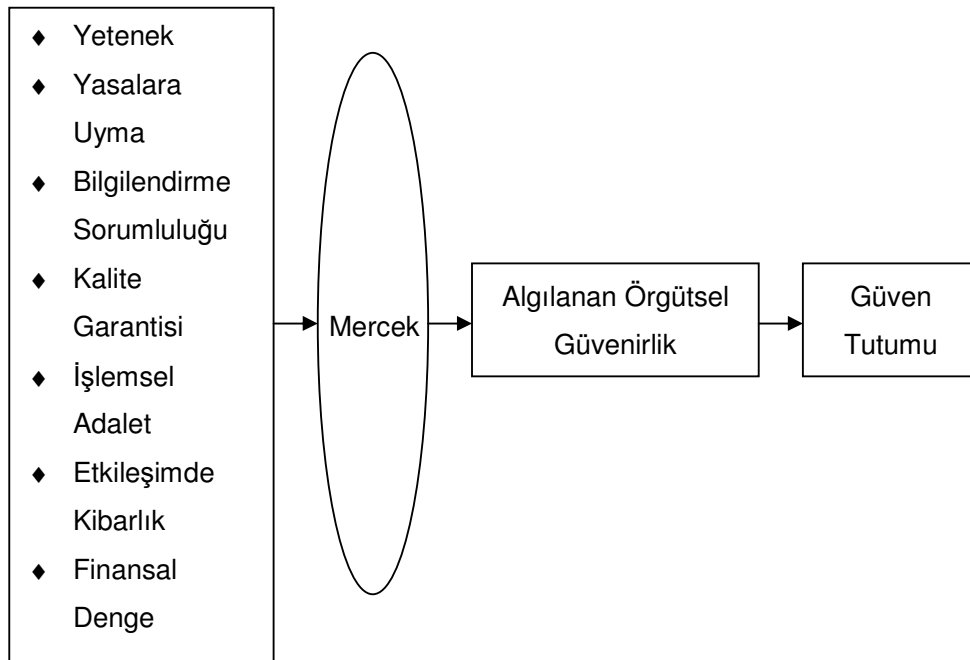 ♦ Yetenek
♦ Yasalara
Uyma
♦ Bilgilendirme
Sorumluluğu
♦ Kalite
Garantisi
♦ İşlemsel
Adalet
♦ Etkileşimde
Kibarlık
♦ Finansal
Denge
Mercek
Algılanan Örgütsel
Güvenirlik
Güven
Tutumu